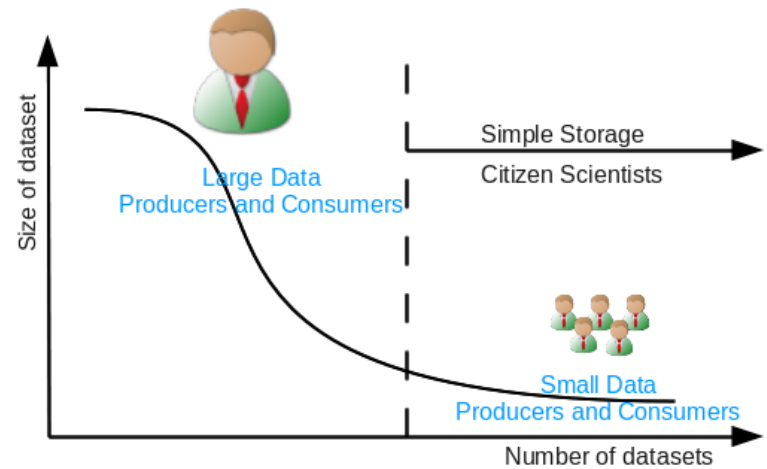 Size of dataset
Large Data
Producers and Consumers
Simple Storage
Citizen Scientists
Small Data
Producers and Consumers
Number of datasets